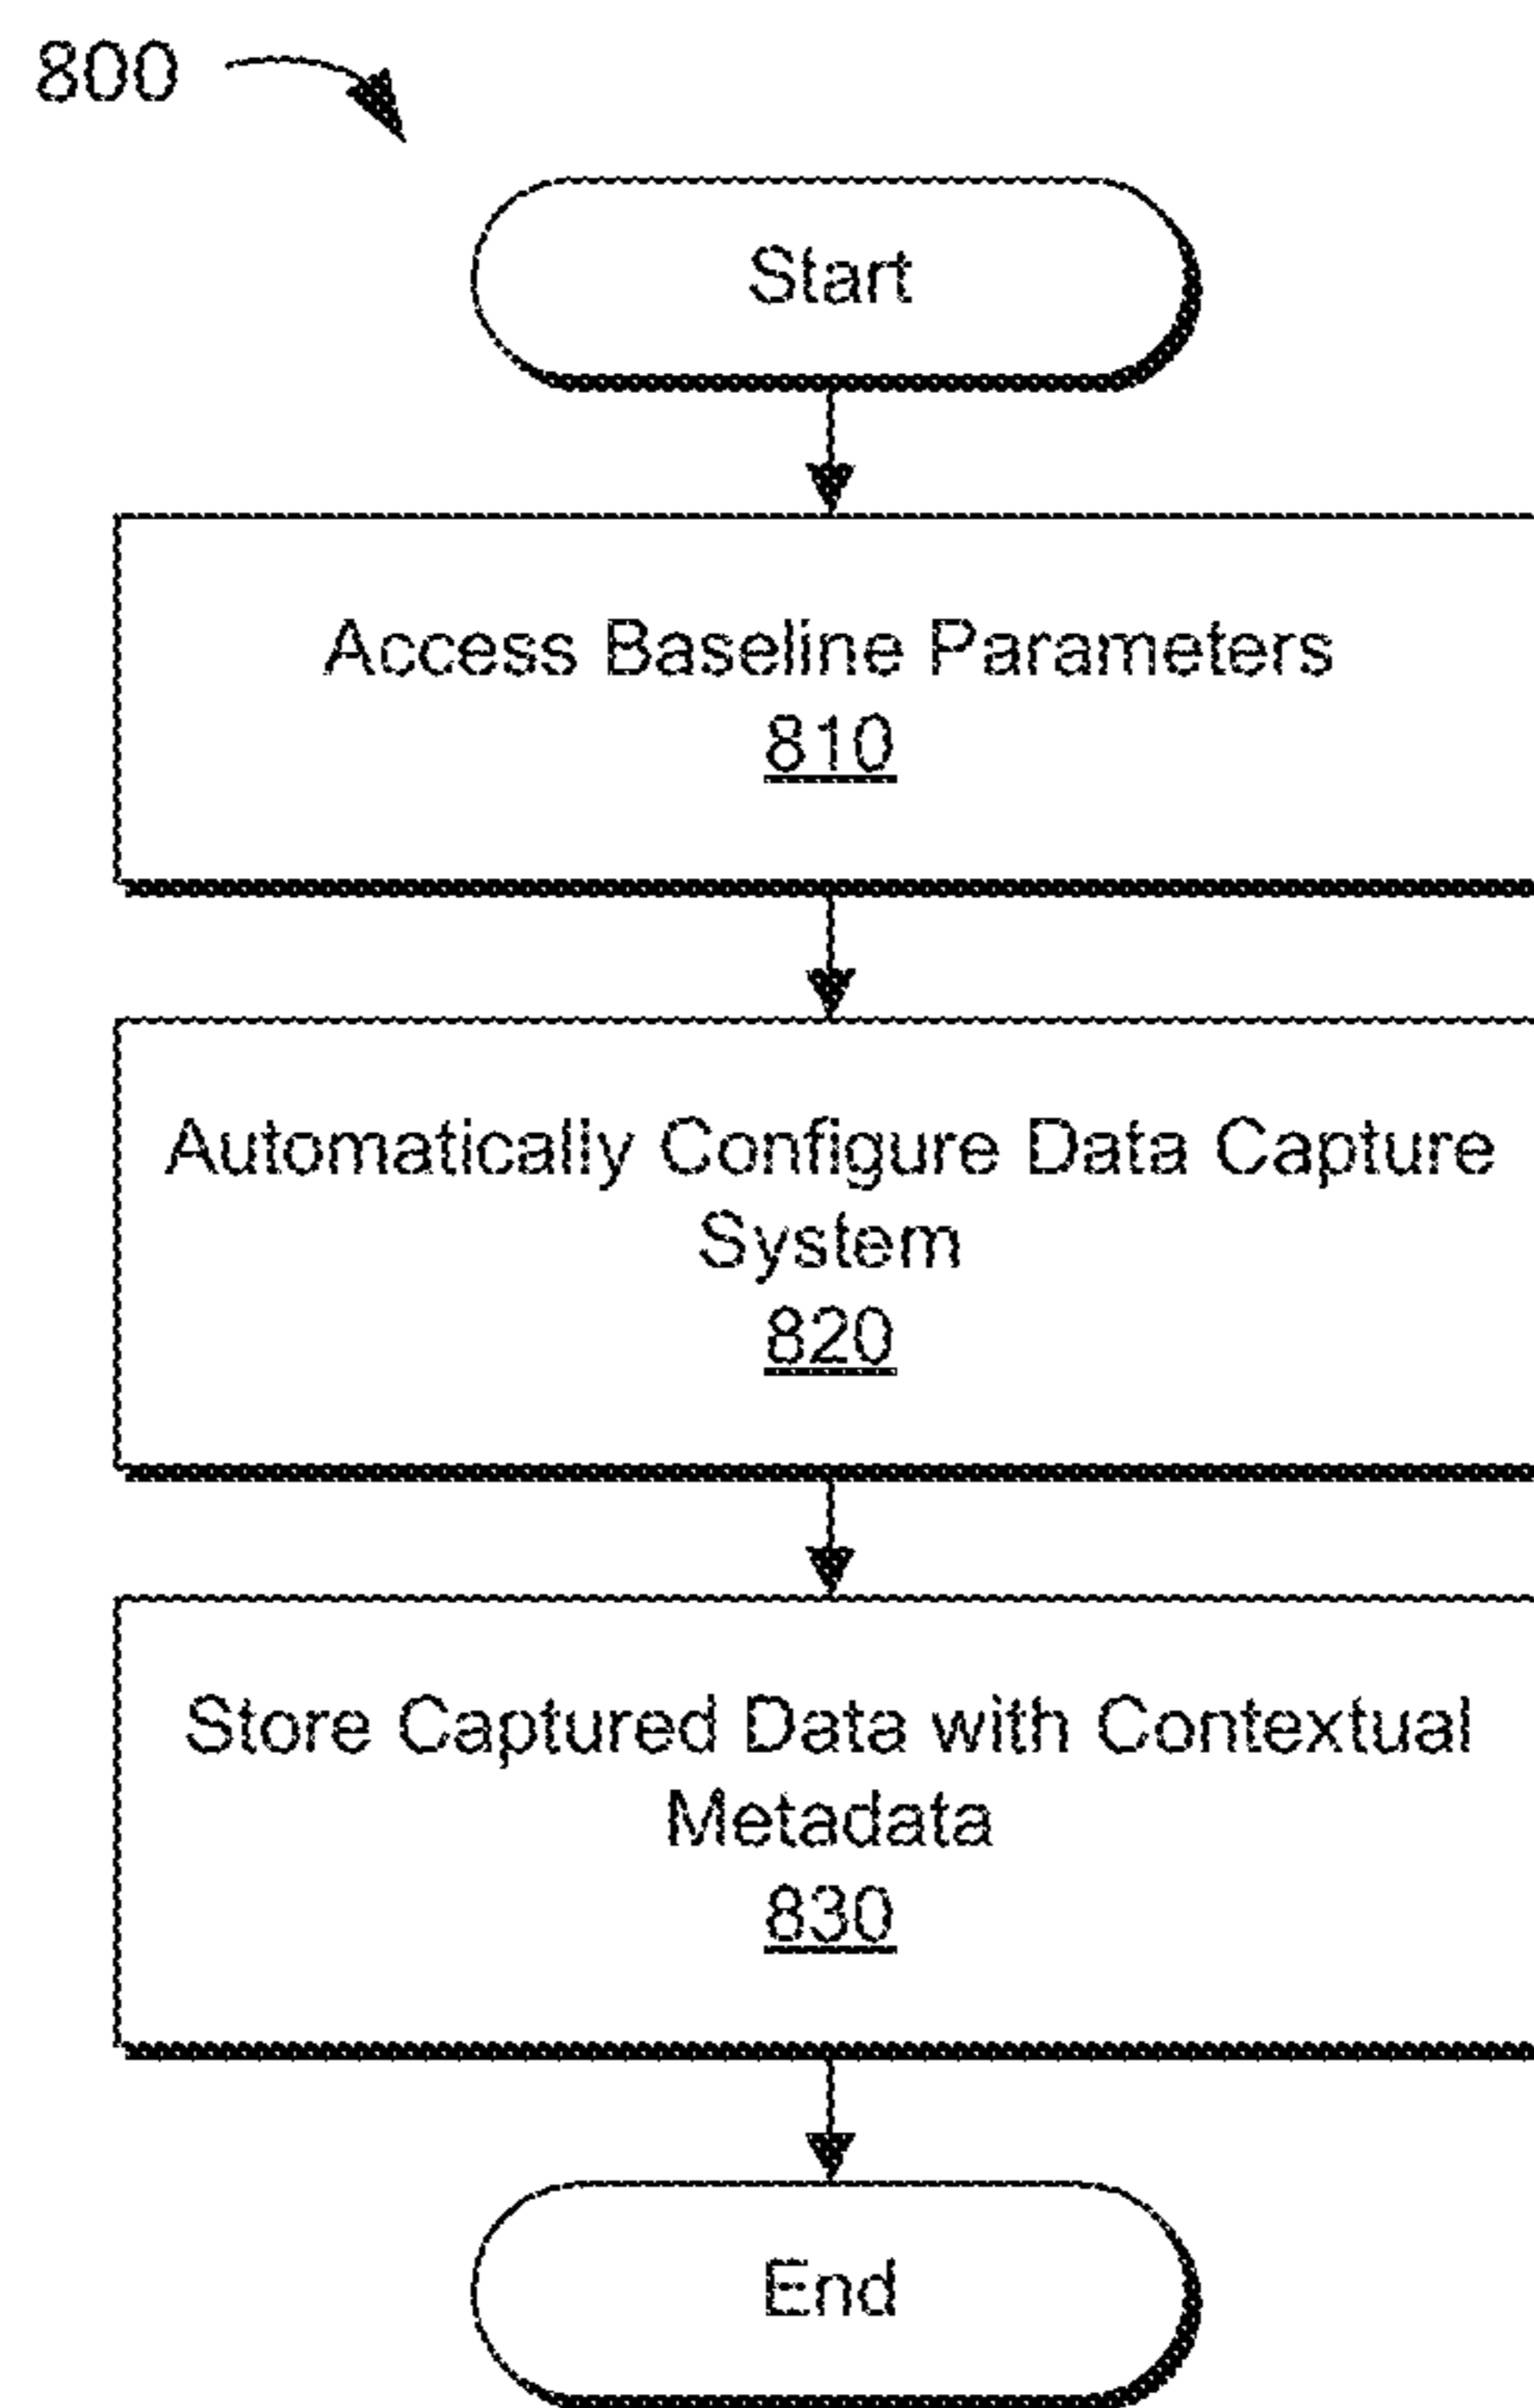 800
Start
Access Baseline Parameters
810
Automatically Configure Data Capture
System
820
Store Captured Data with Contextual
Metadata
830
End